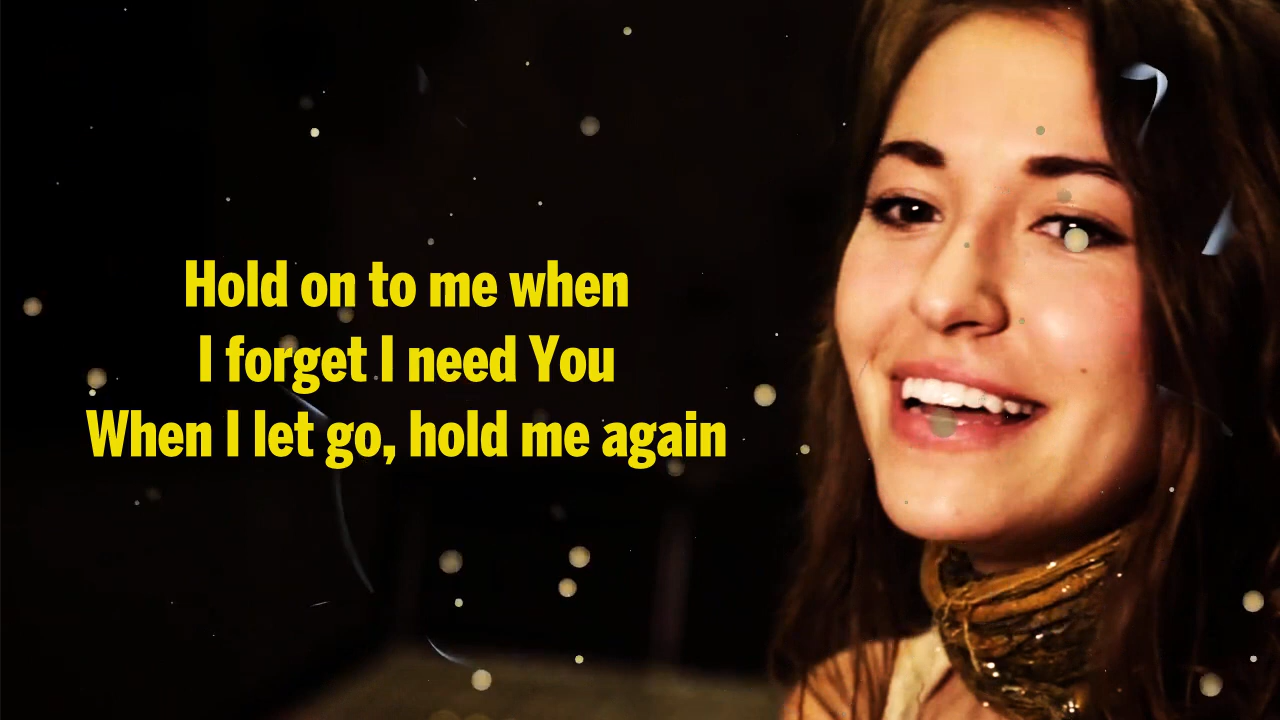 Hold on to me when
I forget I need You
When I let go, hold me again